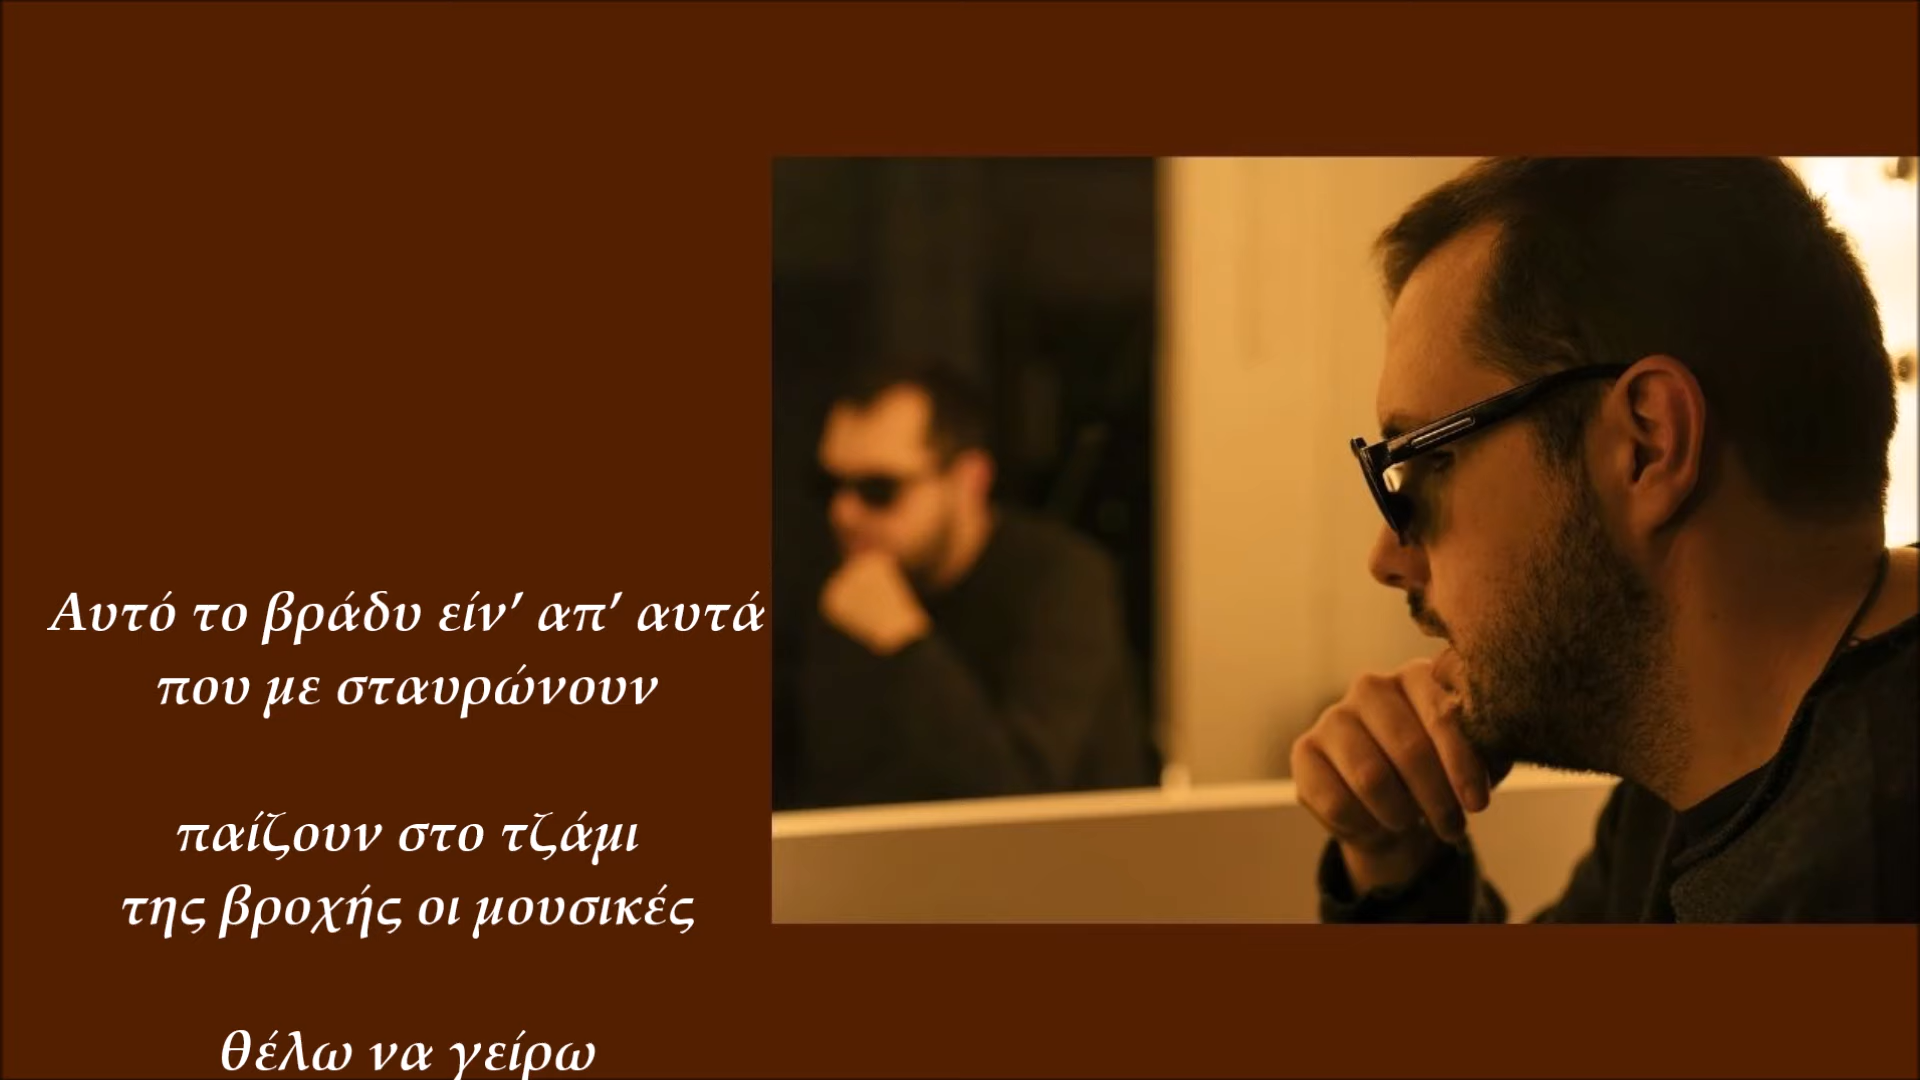 Αυτό το βράδυ είν’ απ’ αυτά
που με σταυρώνουν
παίζουν στο τζάμι
της βροχής οι μουσικές
θέλω να γείρω